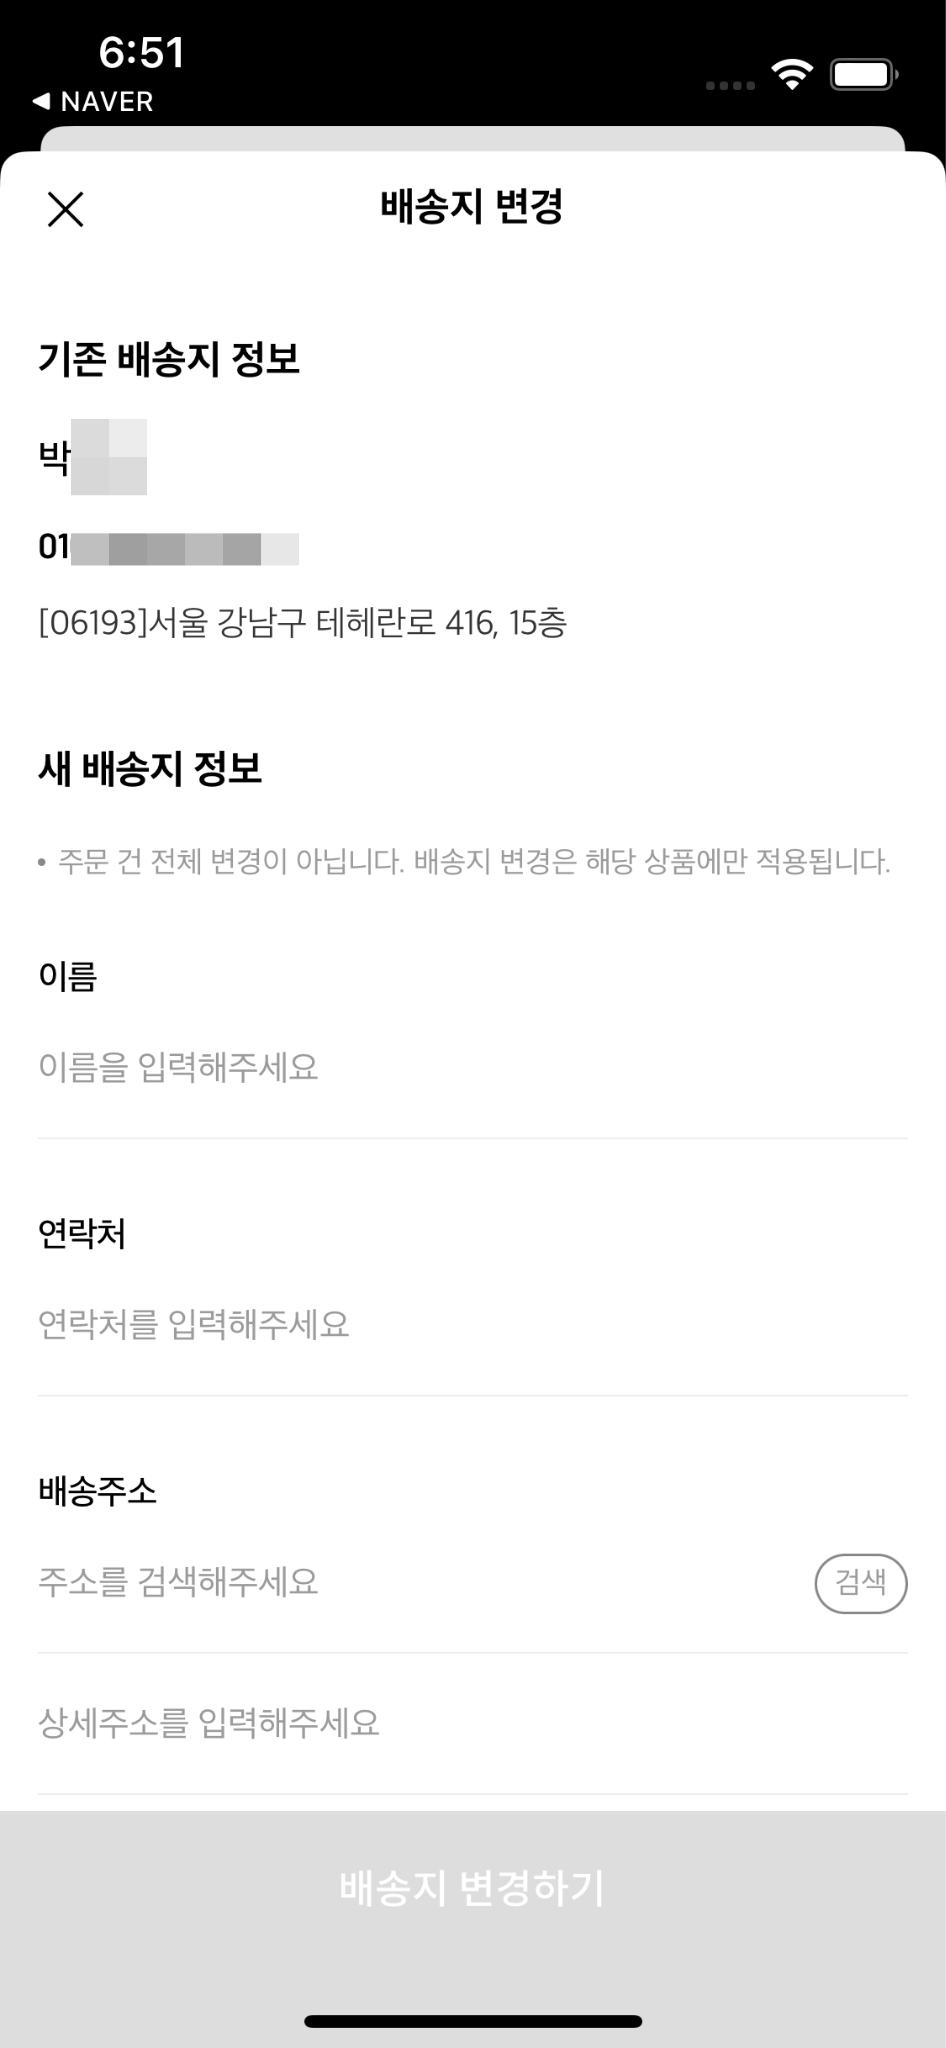 6:51
◀ NAVER
배송지 변경
기존 배송지 정보
박
01
[06193]서울 강남구 테헤란로 416, 15층
새 배송지 정보
• 주문 건 전체 변경이 아닙니다. 배송지 변경은 해당 상품에만 적용됩니다.
이름
이름을 입력해주세요
연락처
연락처를 입력해주세요
배송주소
주소를 검색해주세요
검색
상세주소를 입력해주세요
배송지 변경하기